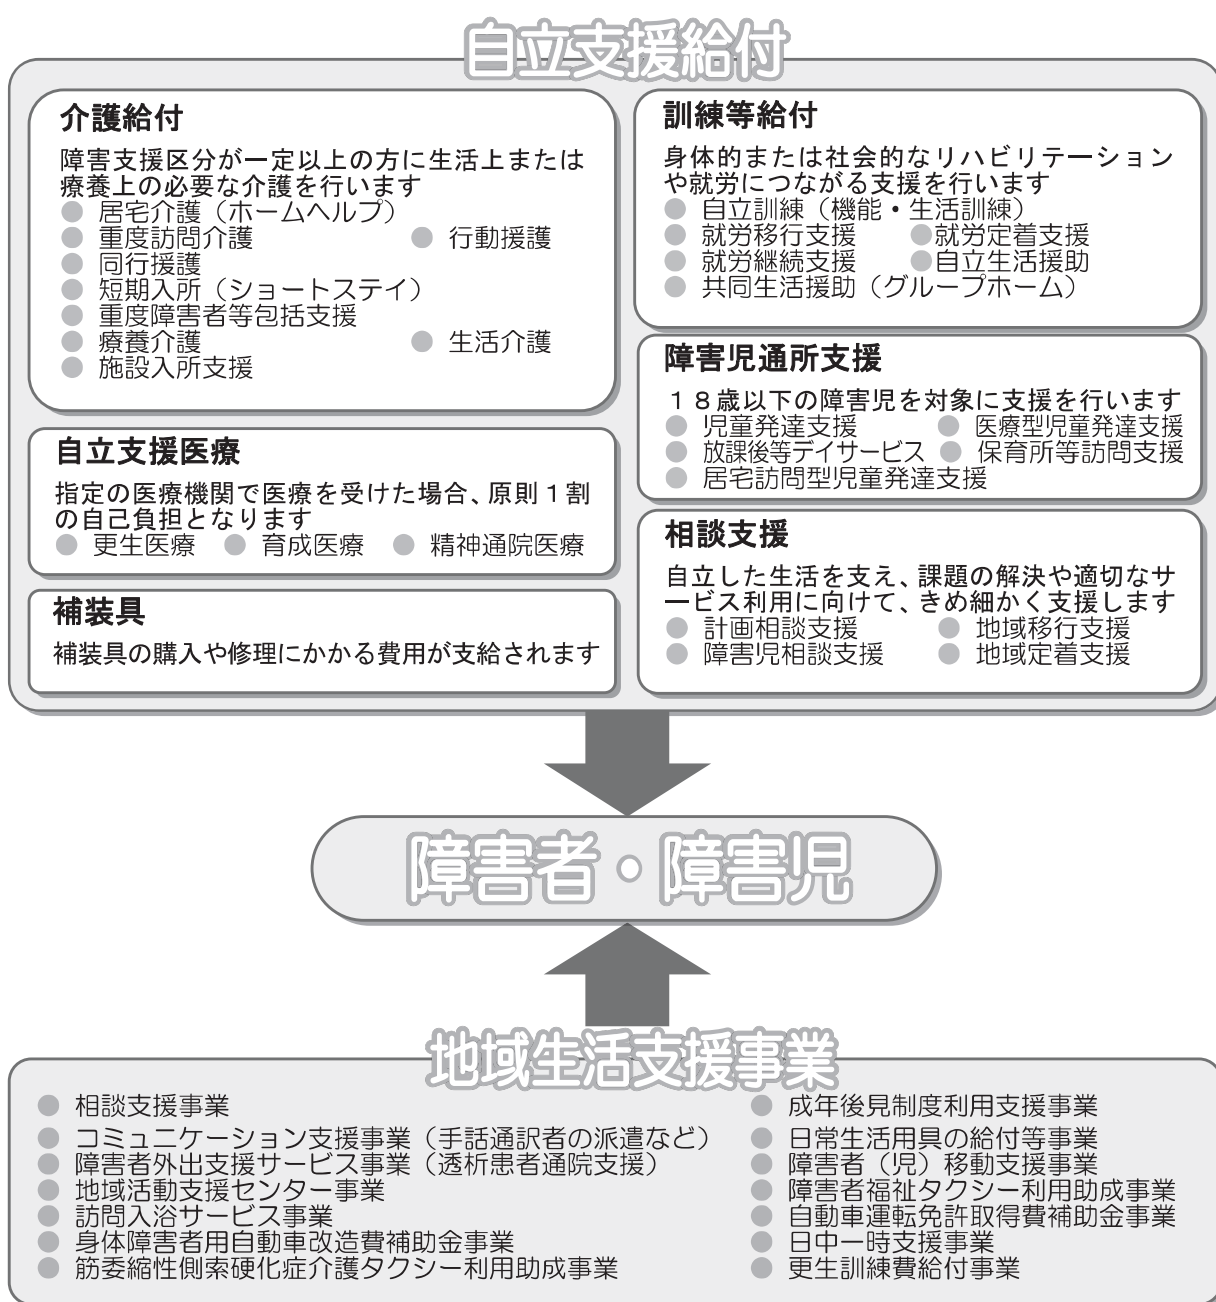 自立支援給付
介護給付
障害支援区分が一定以上の方に生活上または
療養上の必要な介護を行います
● 居宅介護（ホームヘルプ）
● 重度訪問介護 ● 行動援護
● 同行援護
● 短期入所（ショートステイ）
● 重度障害者等包括支援
● 療養介護 ● 生活介護
● 施設入所支援
自立支援医療
指定の医療機関で医療を受けた場合、原則１割
の自己負担となります
● 更生医療 ● 育成医療 ● 精神通院医療
補装具
補装具の購入や修理にかかる費用が支給されます
訓練等給付
身体的または社会的なリハビリテーション
や就労につながる支援を行います
● 自立訓練（機能・生活訓練）
● 就労移行支援 ●就労定着支援
● 就労継続支援 ●自立生活援助
● 共同生活援助（グループホーム）
障害児通所支援
１８歳以下の障害児を対象に支援を行います
● 児童発達支援 ● 医療型児童発達支援
● 放課後等デイサービス ● 保育所等訪問支援
● 居宅訪問型児童発達支援
相談支援
自立した生活を支え、課題の解決や適切なサ
ービス利用に向けて、きめ細かく支援します
● 計画相談支援 ● 地域移行支援
● 障害児相談支援 ● 地域定着支援
障害者・障害児
地域生活支援事業
● 相談支援事業
● コミュニケーション支援事業（手話通訳者の派遣など）
● 障害者外出支援サービス事業（透析患者通院支援）
● 地域活動支援センター事業
● 訪問入浴サービス事業
● 身体障害者用自動車改造費補助金事業
● 筋委縮性側索硬化症介護タクシー利用助成事業
● 成年後見制度利用支援事業
● 日常生活用具の給付等事業
● 障害者（児）移動支援事業
● 障害者福祉タクシー利用助成事業
● 自動車運転免許取得費補助金事業
● 日中一時支援事業
● 更生訓練費給付事業